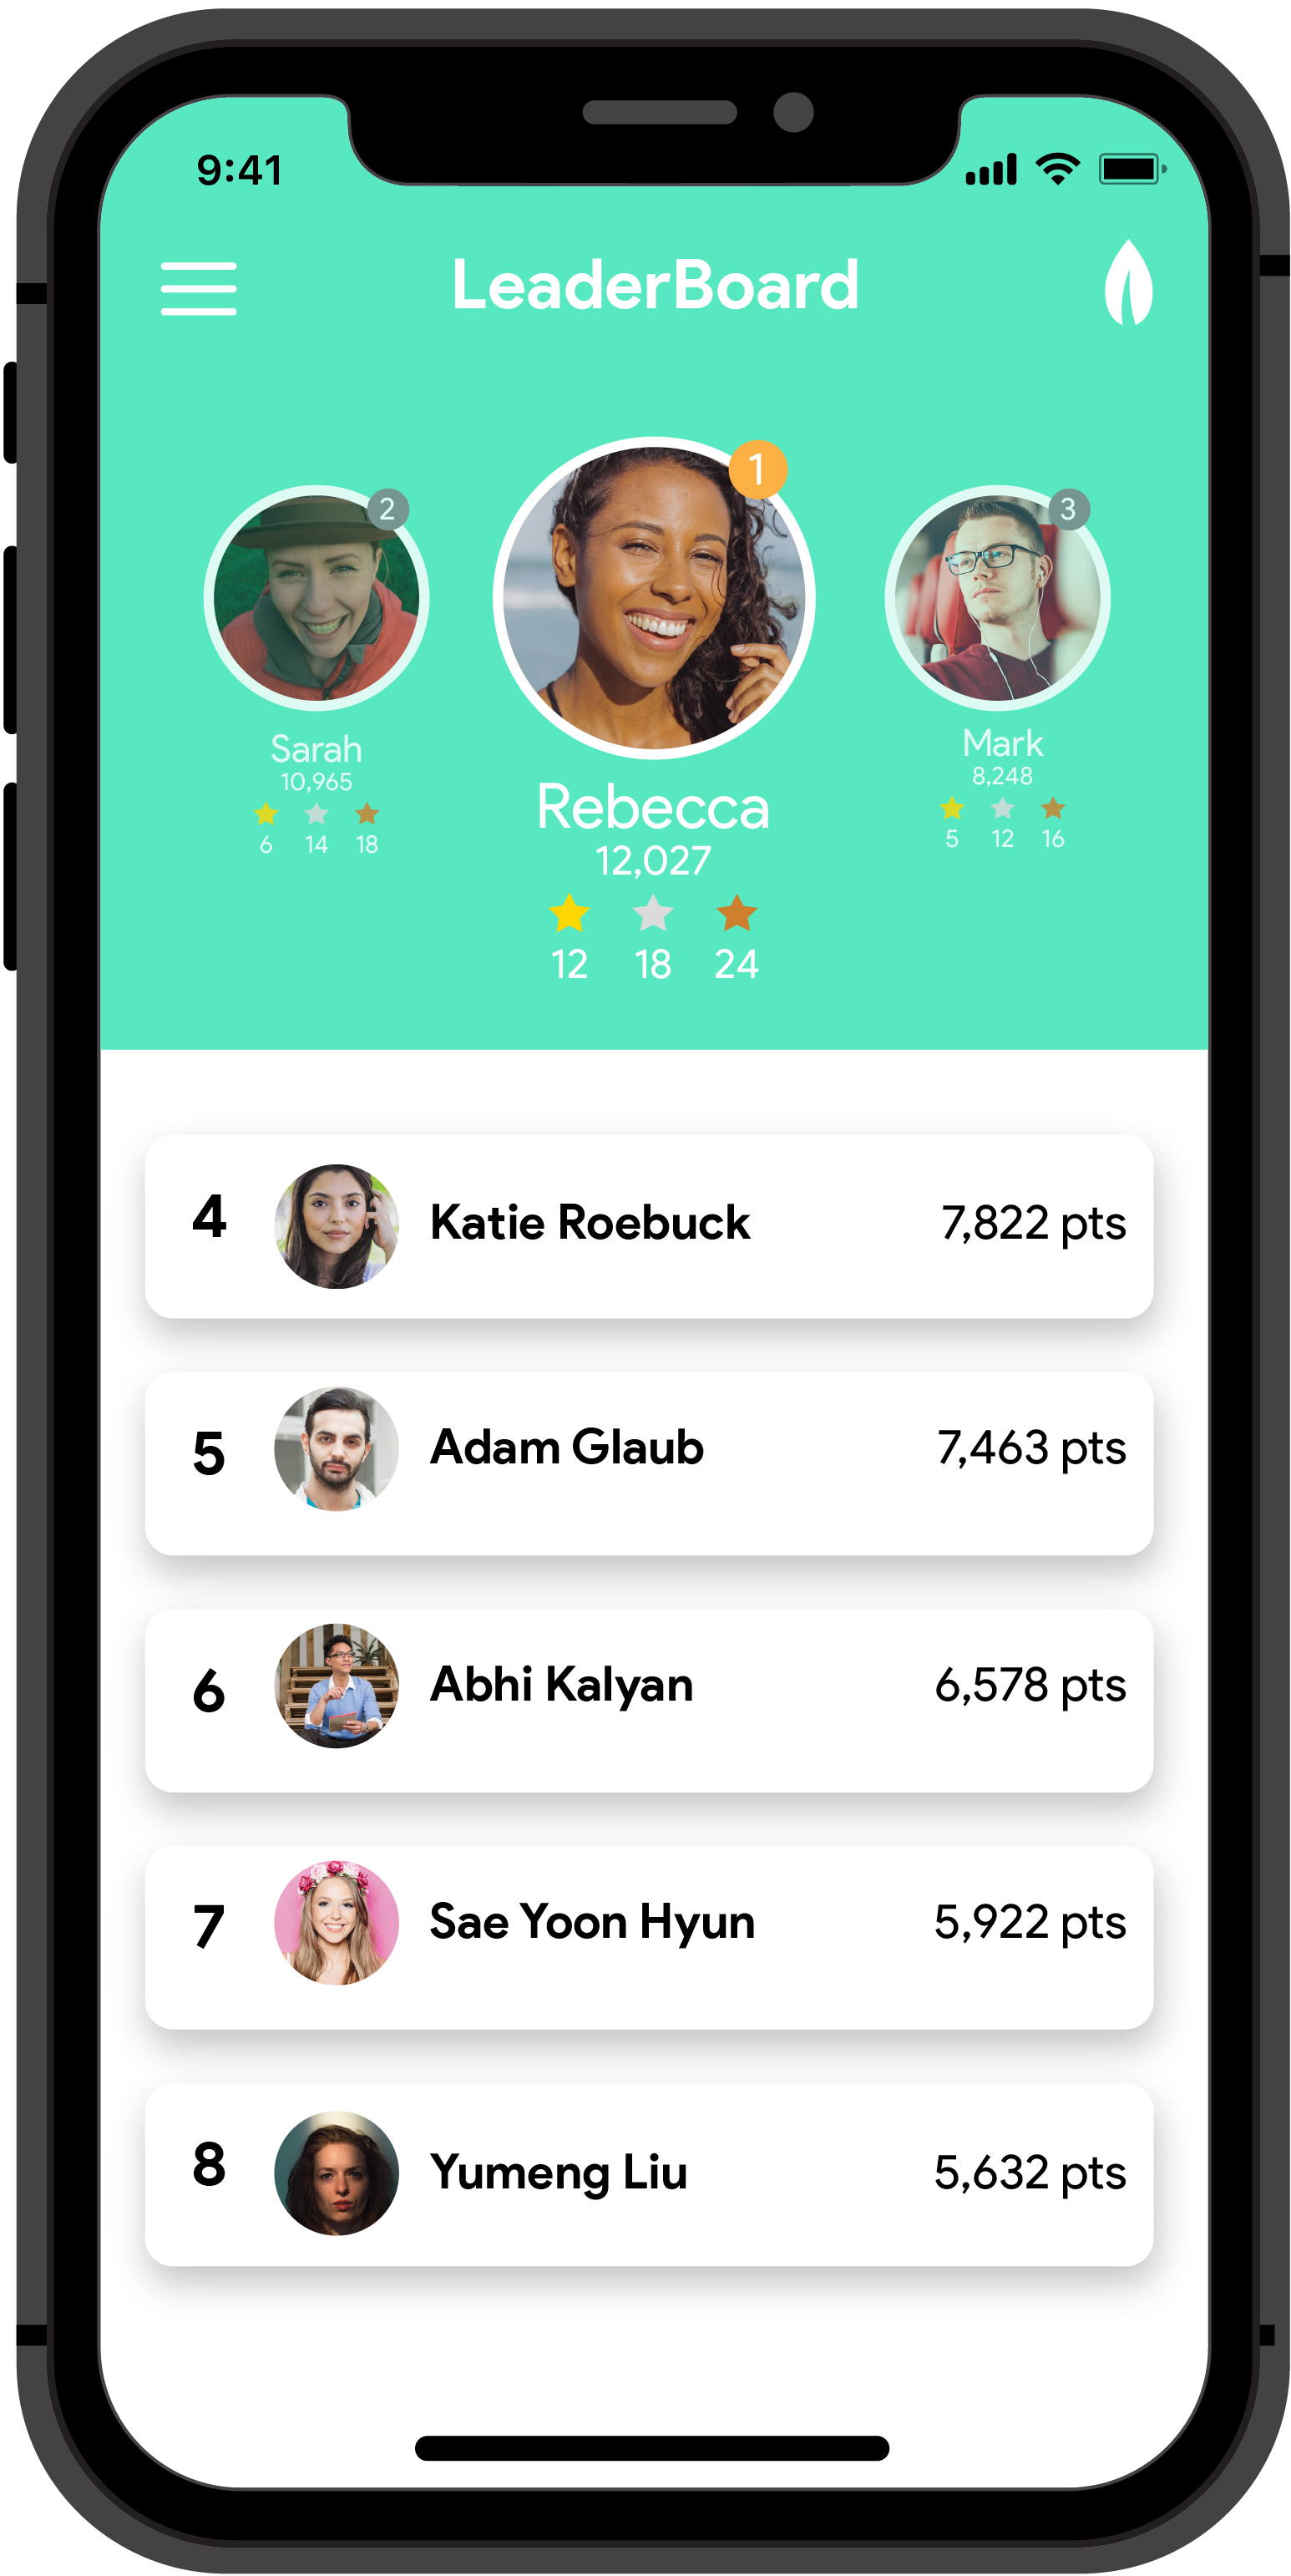 9:41
LeaderBoard
2
1
3
Sarah
10,965
6 14 18
Rebecca
12,027
12 18 24
Mark
8,248
5 12 16
4 Katie Roebuck 7,822 pts
5 Adam Glaub 7,463 pts
6 Abhi Kalyan 6,578 pts
7 Sae Yoon Hyun 5,922 pts
8 Yumeng Liu 5,632 pts